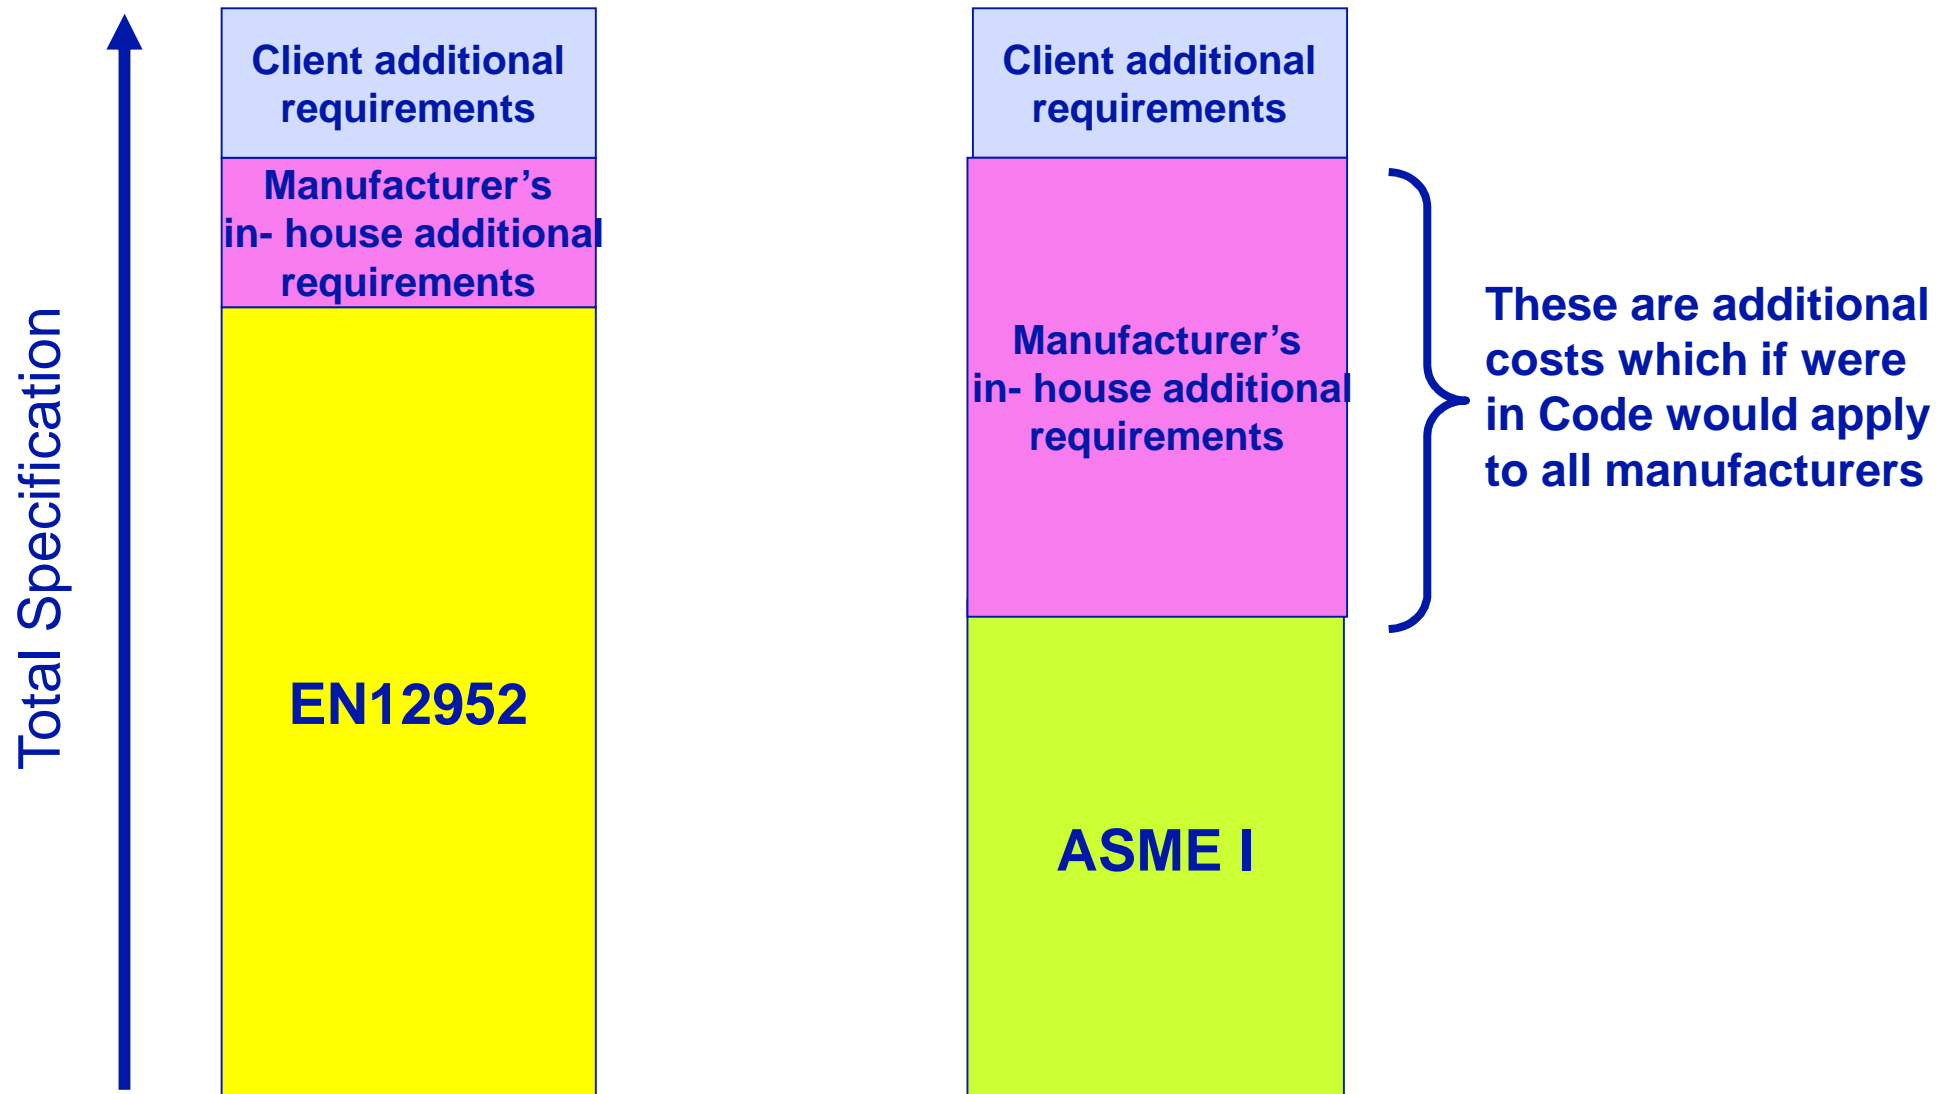 Total Specification
Client additional
requirements
Manufacturer’s
in- house additional
requirements
EN12952
Client additional
requirements
Manufacturer’s
in- house additional
requirements
ASME I
These are additional
costs which if were
in Code would apply
to all manufacturers